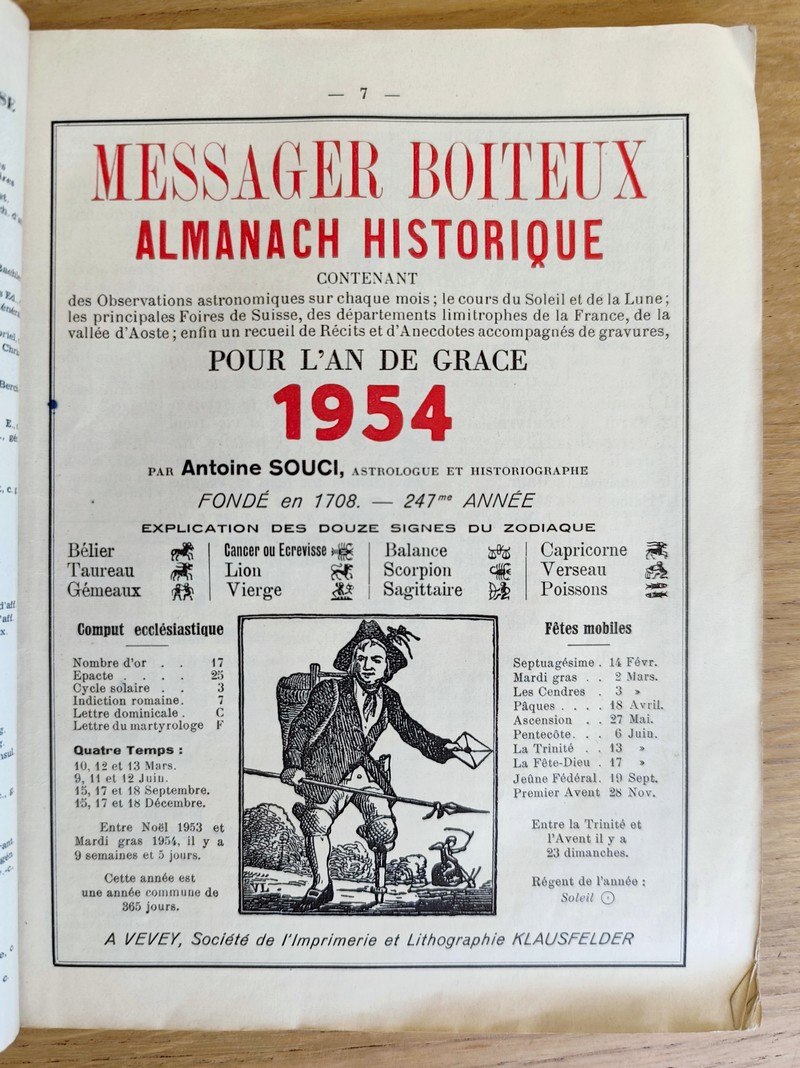 — 7 —
MESSAGER BOITEUX
ALMANACH HISTORIQUE
CONTENANT
des Observations astronomiques sur chaque mois ; le cours du Soleil et de la Lune ;
les principales Foires de Suisse, des départements limitrophes de la France, de la
vallée d'Aoste ; enfin un recueil de Récits et d'Anecdotes accompagnés de gravures,
POUR L'AN DE GRACE
1954
PAR Antoine SOUCI, ASTROLOGUE ET HISTORIOGRAPHE
FONDÉ en 1708. — 247me ANNÉE
EXPLICATION DES DOUZE SIGNES DU ZODIAQUE
Bélier
Taureau
Gémeaux
Cancer ou Ecrevisse
Lion
Vierge
Balance
Scorpion
Sagittaire
Capricorne
Verseau
Poissons
Comput ecclésiastique
Nombre d'or . . 17
Epacte . . . . 25
Cycle solaire . . 3
Indiction romaine. 7
Lettre dominicale . C
Lettre du martyrologe F
Quatre Temps :
10, 12 et 13 Mars.
9, 11 et 12 Juin.
15, 17 et 18 Septembre.
15, 17 et 18 Décembre.
Entre Noël 1953 et
Mardi gras 1954, il y a
9 semaines et 5 jours.
Cette année est
une année commune de
365 jours.
VL
Fêtes mobiles
Septuagésime . 14 Févr.
Mardi gras . . 2 Mars.
Les Cendres . 3 »
Pâques . . . . 18 Avril.
Ascension . . 27 Mai.
Pentecôte. . . 6 Juin.
La Trinité . . 13 »
La Fête-Dieu . 17 »
Jeûne Fédéral. 19 Sept.
Premier Avent 28 Nov.
Entre la Trinité et
l'Avent il y a
23 dimanches.
Régent de l'année :
Soleil ☉
A VEVEY, Société de l'Imprimerie et Lithographie KLAUSFELDER